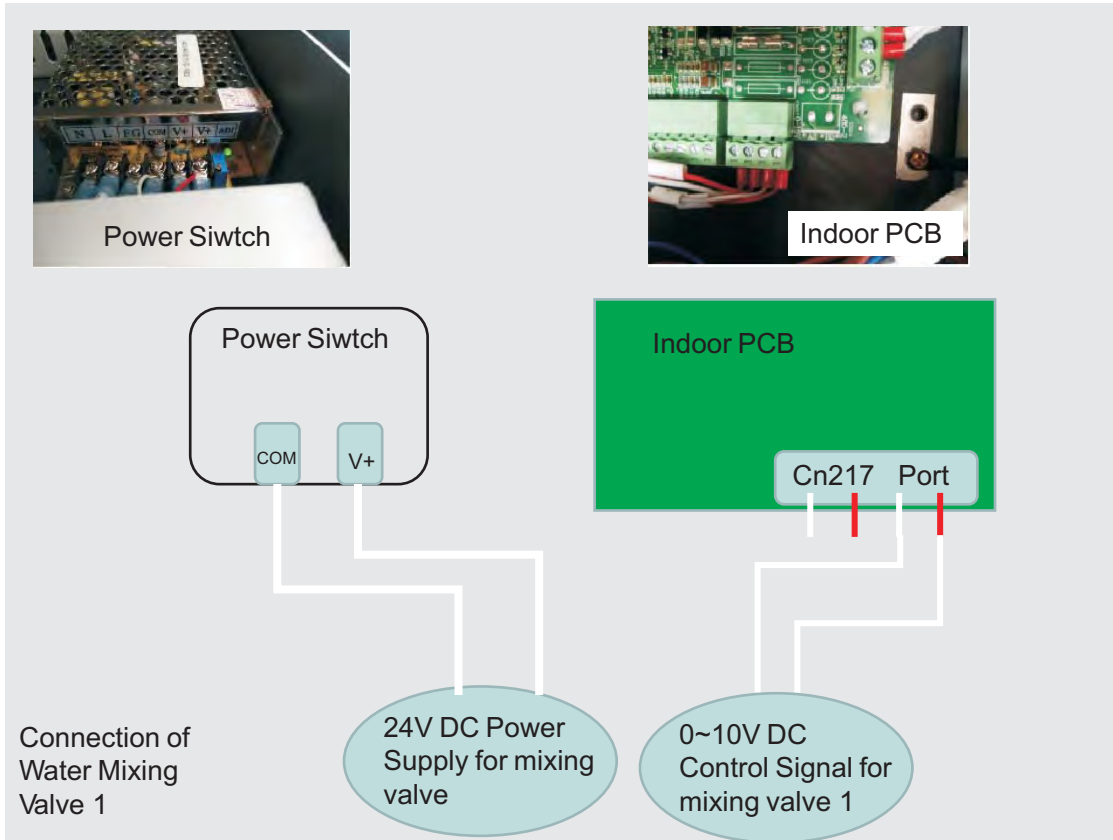 N L FG COM V+ V+ ADJ
Power Siwtch
Indoor PCB
Power Siwtch
COM
V+
Indoor PCB
Cn217 Port
24V DC Power
Supply for mixing
valve
0~10V DC
Control Signal for
mixing valve 1
Connection of
Water Mixing
Valve 1